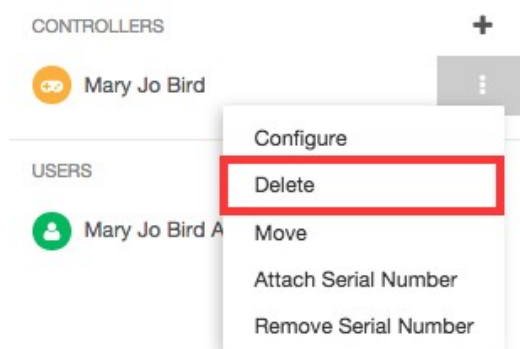 CONTROLLERS +
Mary Jo Bird
Configure
USERS
Delete
Mary Jo Bird A
Move
Attach Serial Number
Remove Serial Number